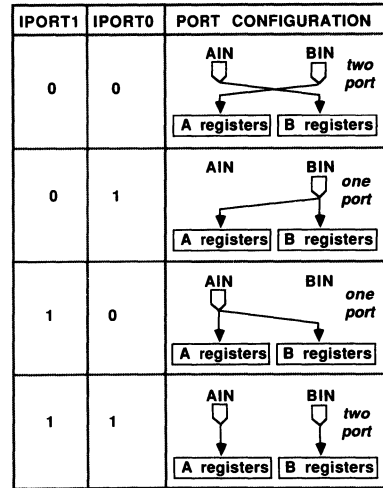 IPORT1 IPORT0 PORT CONFIGURATION
AIN BIN
two
port
0 0
A registers B registers
AIN BIN
one
port
0 1
A registers B registers
AIN BIN
one
port
1 0
A registers B registers
AIN BIN
two
port
1 1
A registers B registers